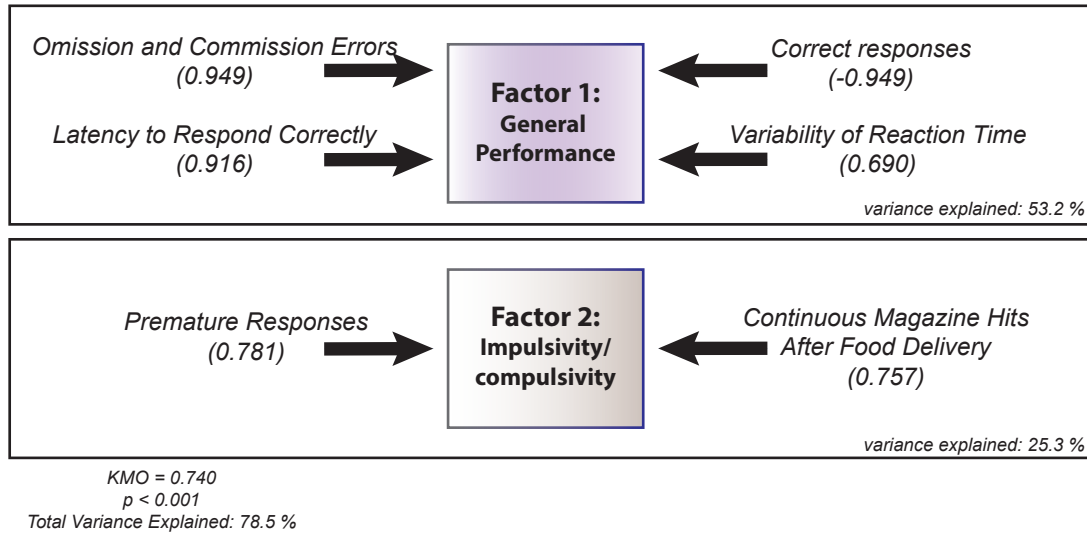 Omission and Commission Errors
(0.949)
Latency to Respond Correctly
(0.916)
Factor 1:
General
Performance
Correct responses
(-0.949)
Variability of Reaction Time
(0.690)
variance explained: 53.2 %
Premature Responses
(0.781)
Factor 2:
Impulsivity/
compulsivity
Continuous Magazine Hits
After Food Delivery
(0.757)
variance explained: 25.3 %
KMO = 0.740
p < 0.001
Total Variance Explained: 78.5 %